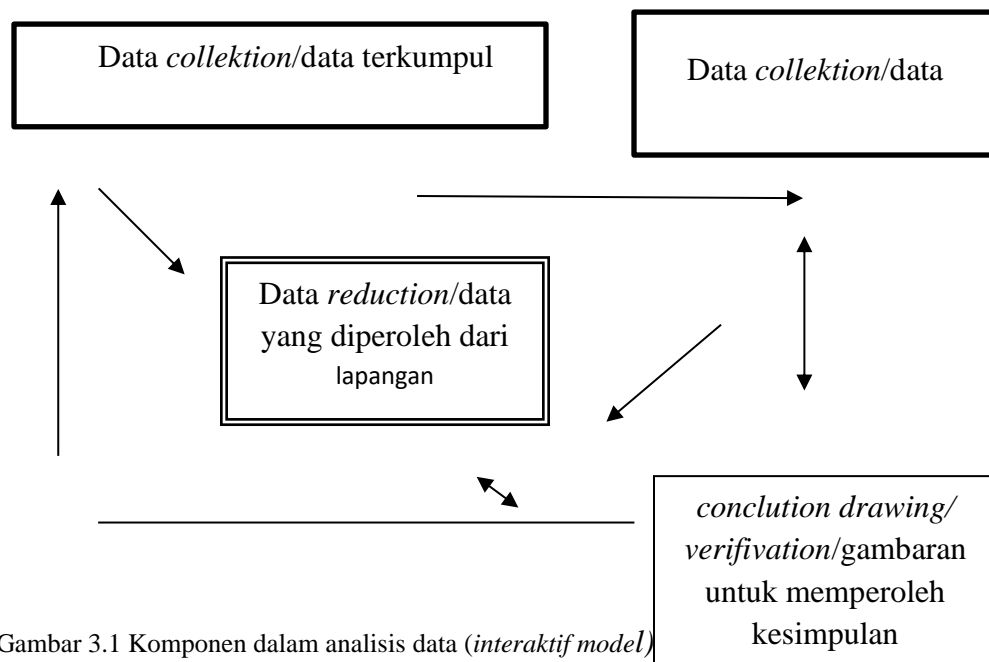 Data collektion/data terkumpul
Data collektion/data
Data reduction/data
yang diperoleh dari
lapangan
conclution drawing/
verifivation/gambaran
untuk memperoleh
kesimpulan
Gambar 3.1 Komponen dalam analisis data (interaktif model)